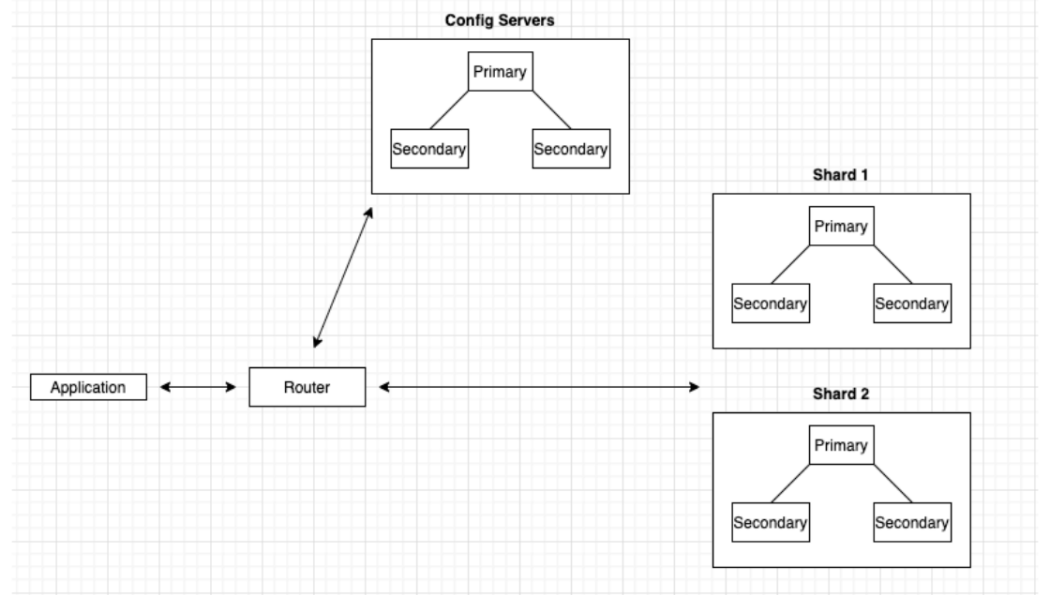 Config Servers
Primary
Secondary
Secondary
Shard 1
Primary
Secondary
Secondary
Application
Router
Shard 2
Primary
Secondary
Secondary